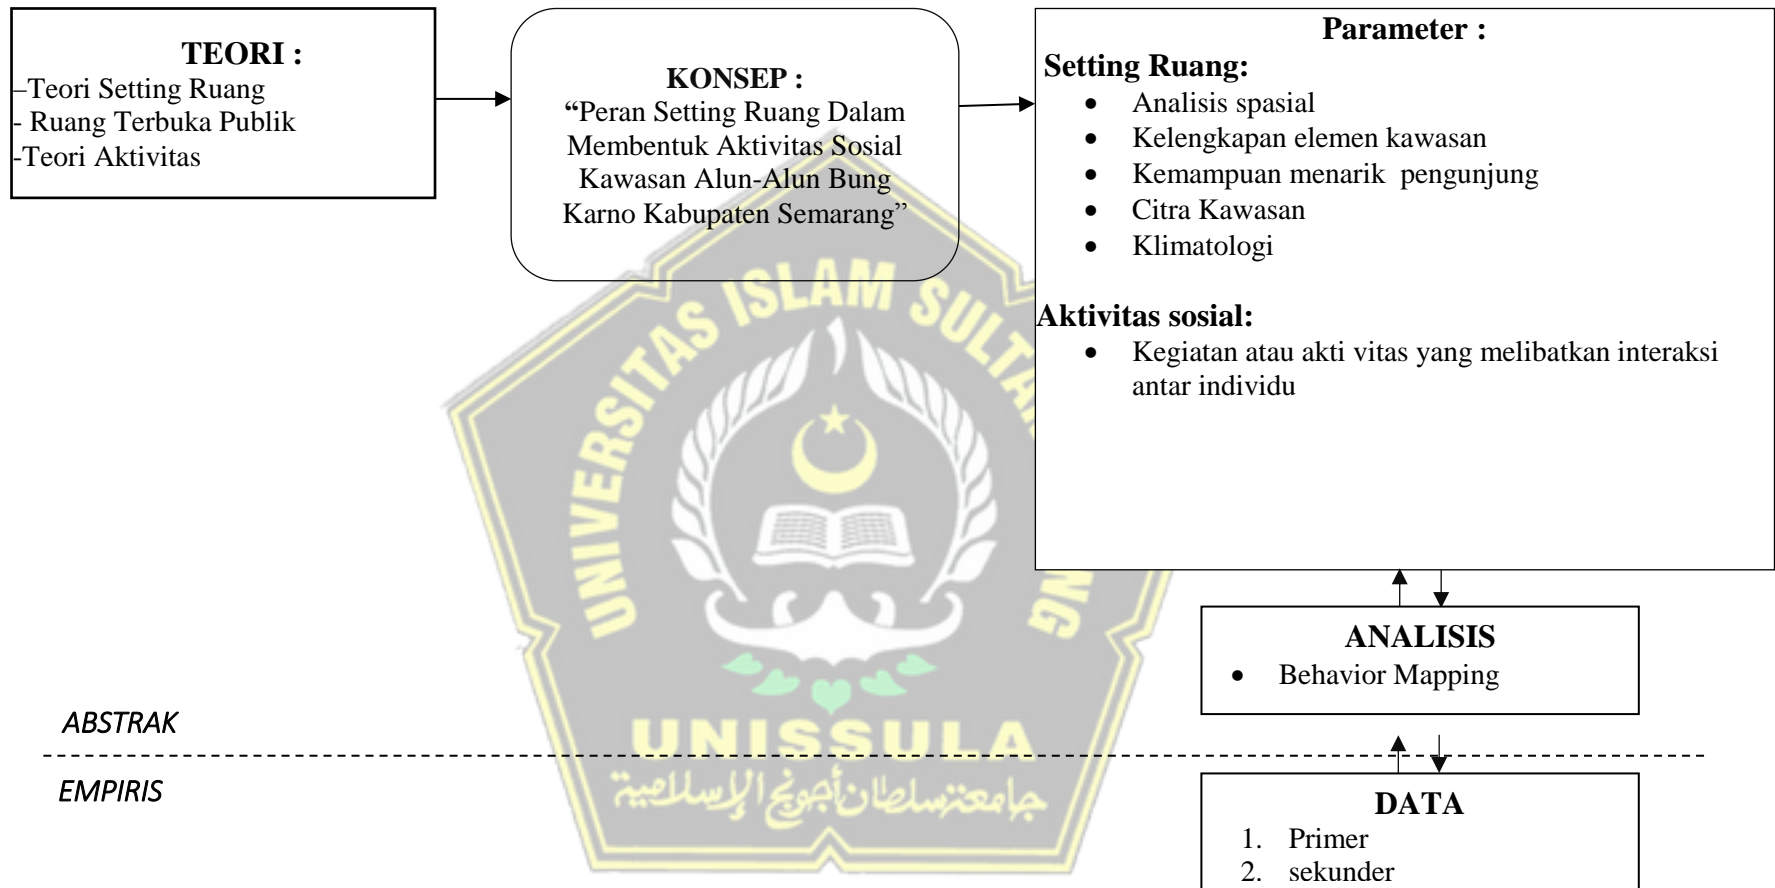 TEORI :
–Teori Setting Ruang
- Ruang Terbuka Publik
-Teori Aktivitas
KONSEP :
“Peran Setting Ruang Dalam
Membentuk Aktivitas Sosial
Kawasan Alun-Alun Bung
Karno Kabupaten Semarang”
Parameter :
Setting Ruang:
• Analisis spasial
• Kelengkapan elemen kawasan
• Kemampuan menarik pengunjung
• Citra Kawasan
• Klimatologi
Aktivitas sosial:
• Kegiatan atau akti vitas yang melibatkan interaksi
antar individu
ANALISIS
• Behavior Mapping
ABSTRAK
EMPIRIS
DATA
1. Primer
2. sekunder
UNIVERSITAS ISLAM SULTAN
NG
UNISSULA
جامعة سلطان أجونج الإسلامية